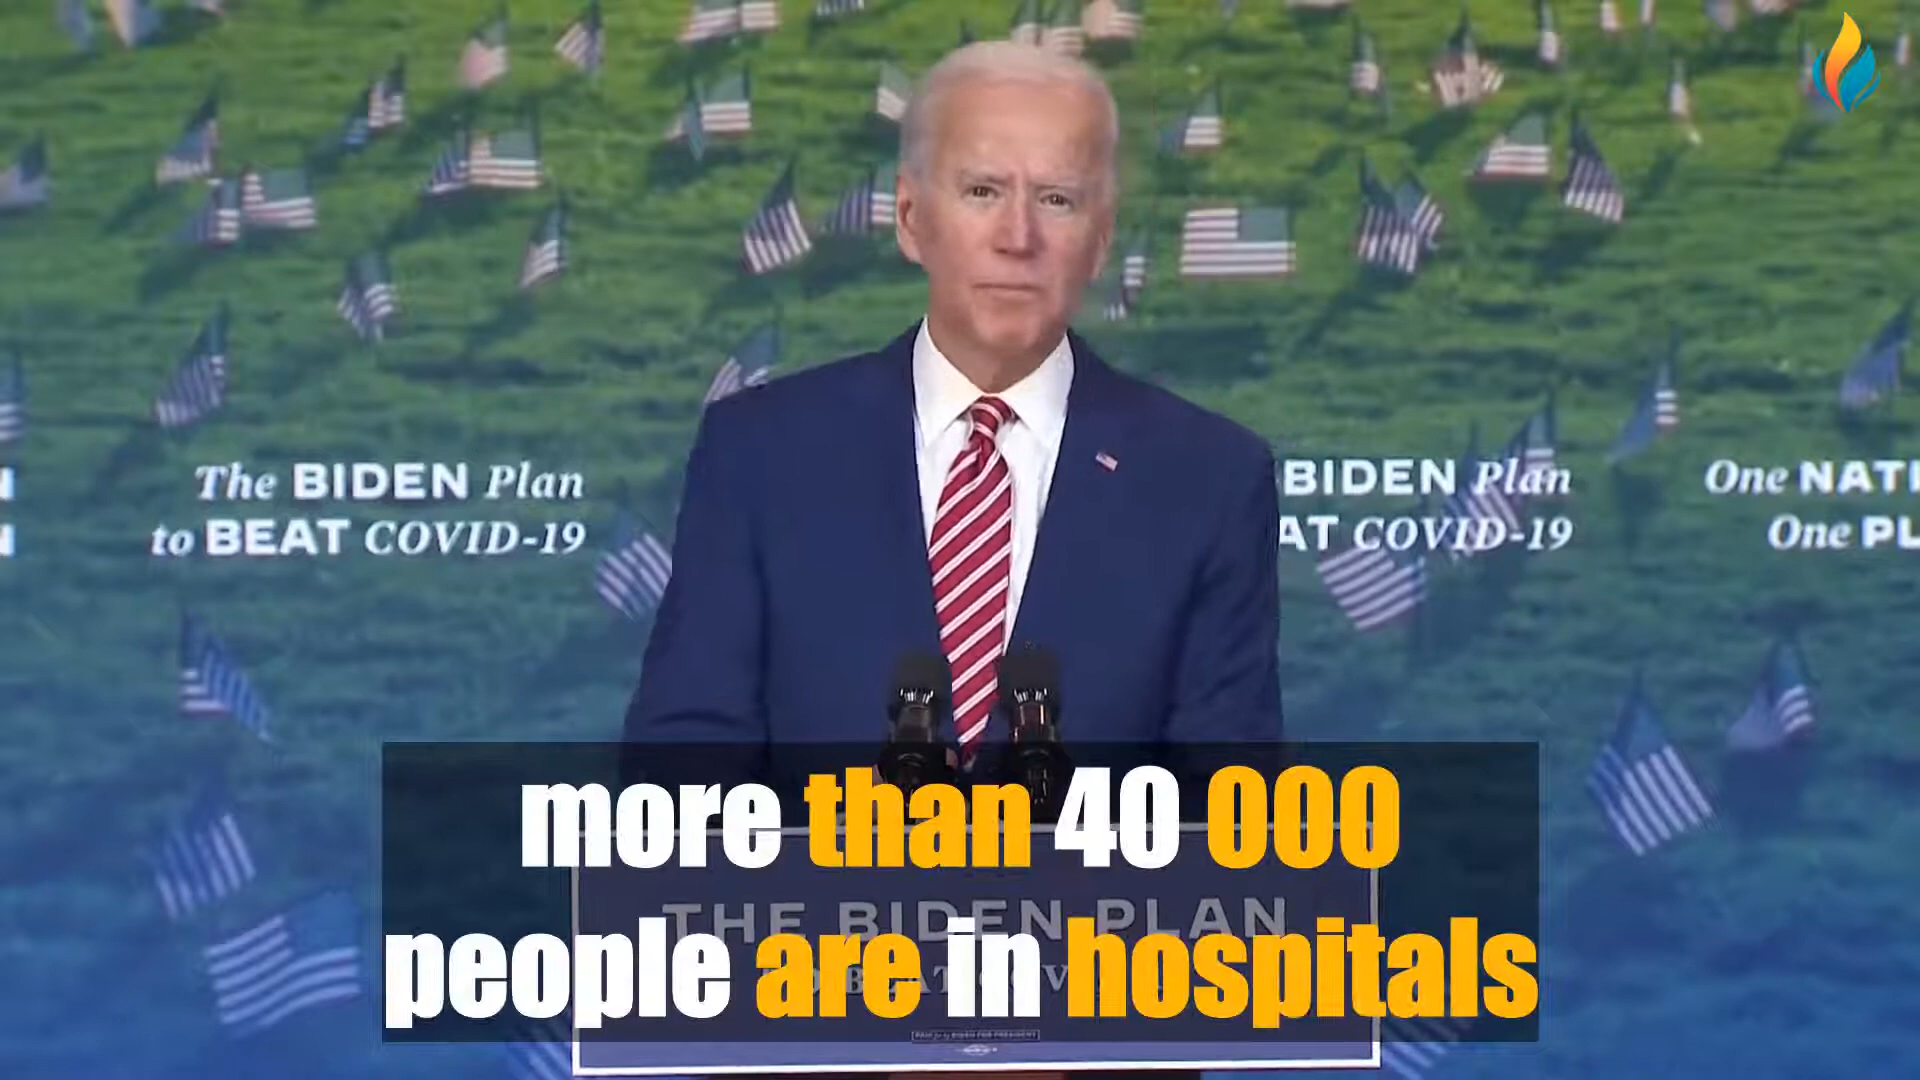 The BIDEN Plan
to BEAT COVID-19
BIDEN Plan
AT COVID-19
One NATI
One PL
more than 40 000
people are in hospitals
THE BIDEN PLAN